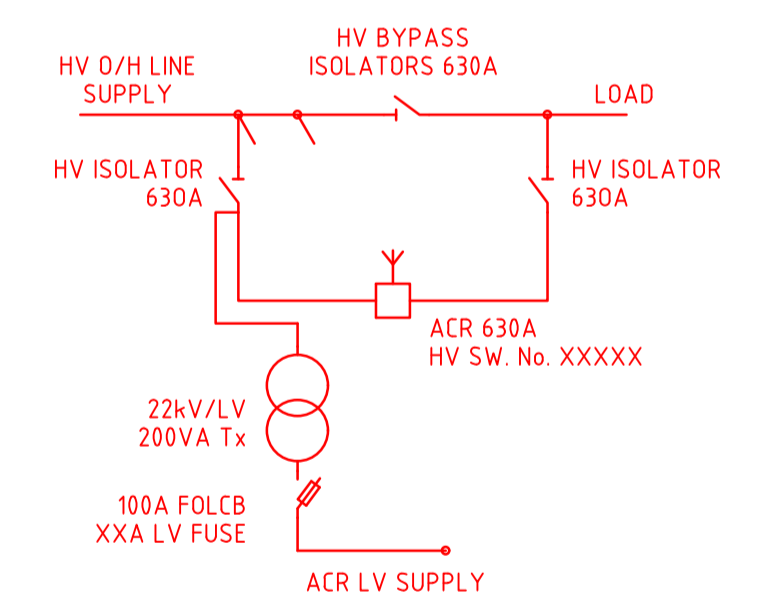 HV BYPASS
ISOLATORS 630A
HV O/H LINE
SUPPLY
LOAD
HV ISOLATOR
630A
HV ISOLATOR
630A
ACR 630A
HV SW. No. XXXXX
22kV/LV
200VA Tx
100A FOLCB
XXA LV FUSE
ACR LV SUPPLY